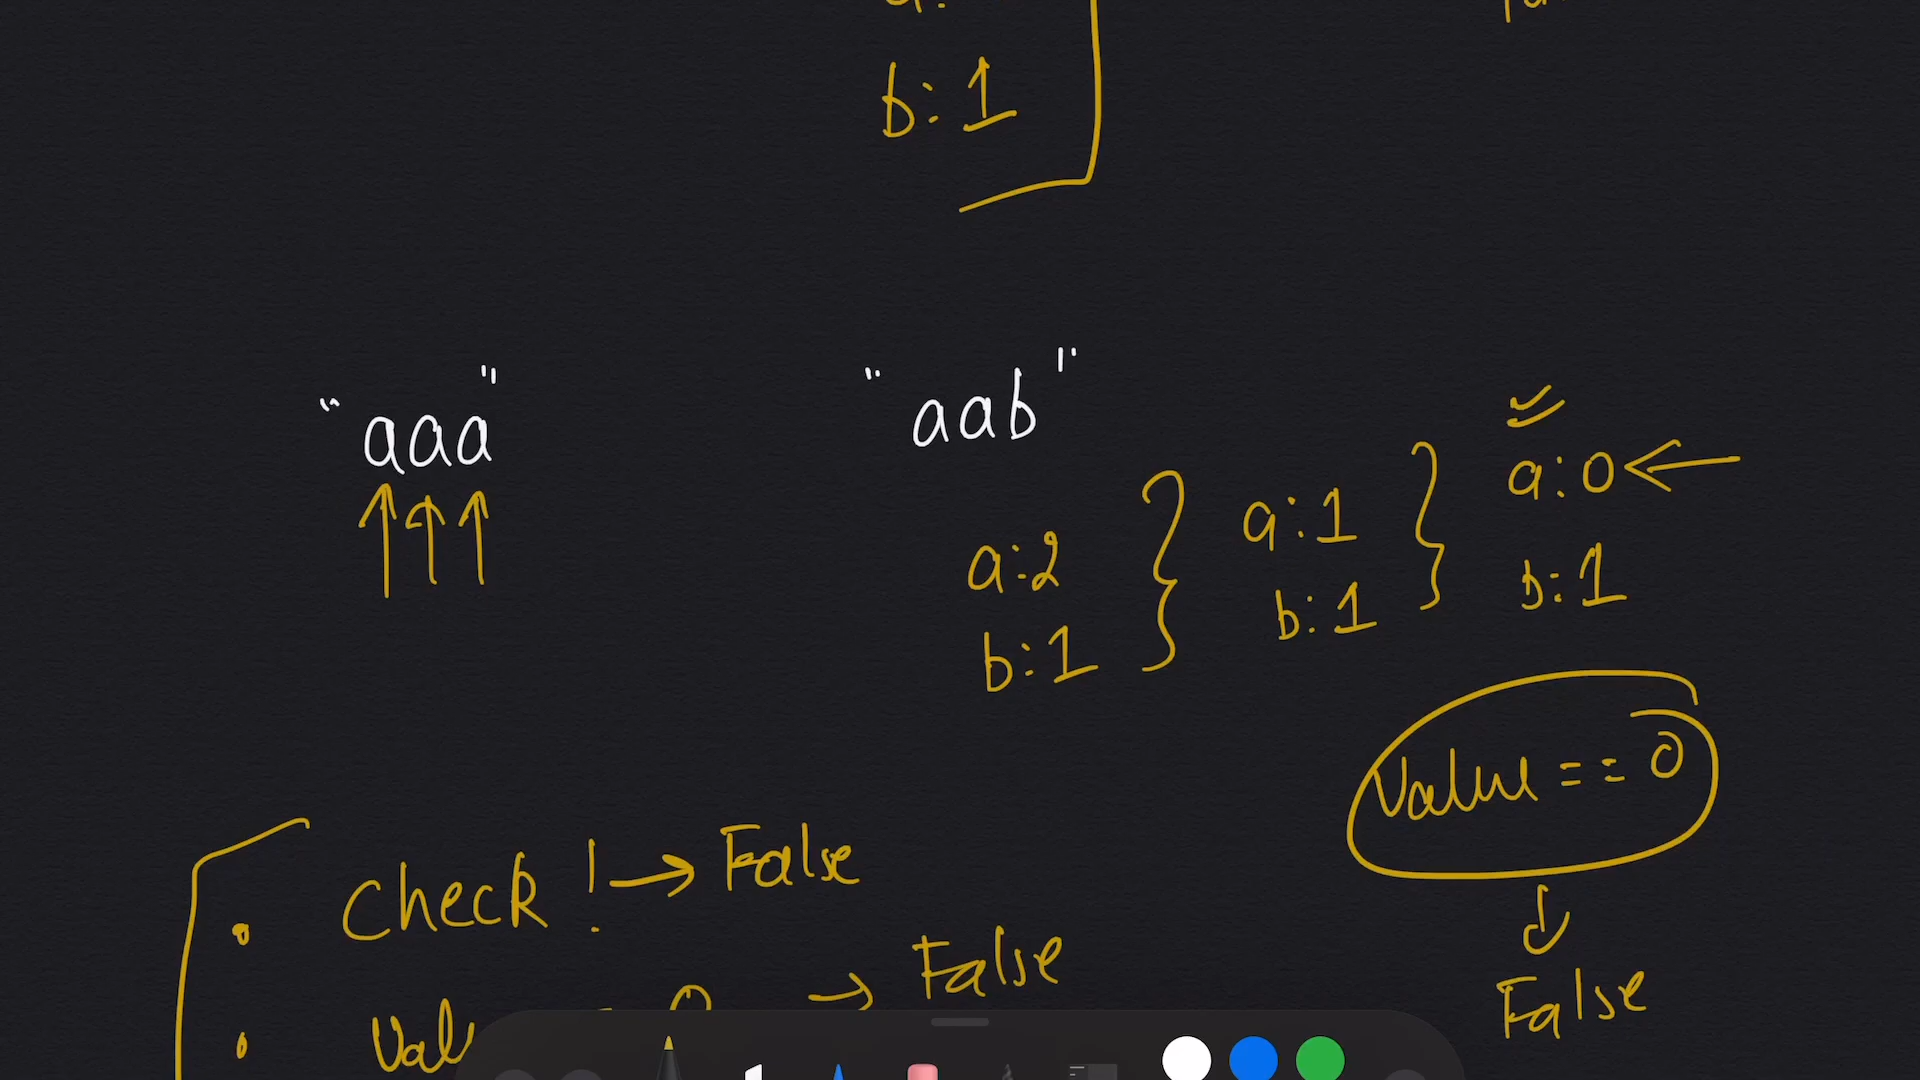 b: 1
"aaa"
"aab"
a:2
b:1
a:1
b:1
a:0
b:1
Value == 0
False
Check ! → False
→ False